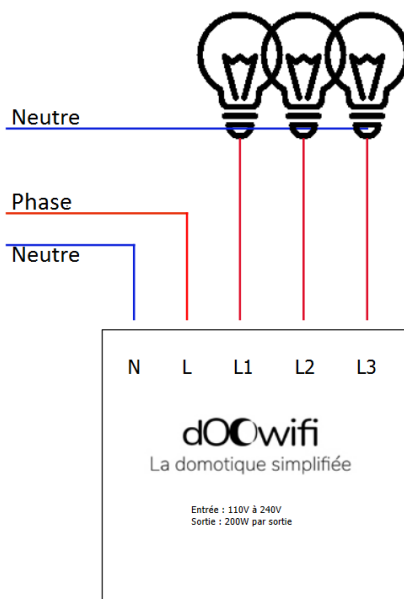 Neutre
Phase
Neutre
N L L1 L2 L3
dOOwifi
La domotique simplifiée
Entrée : 110V à 240V
Sortie : 200W par sortie